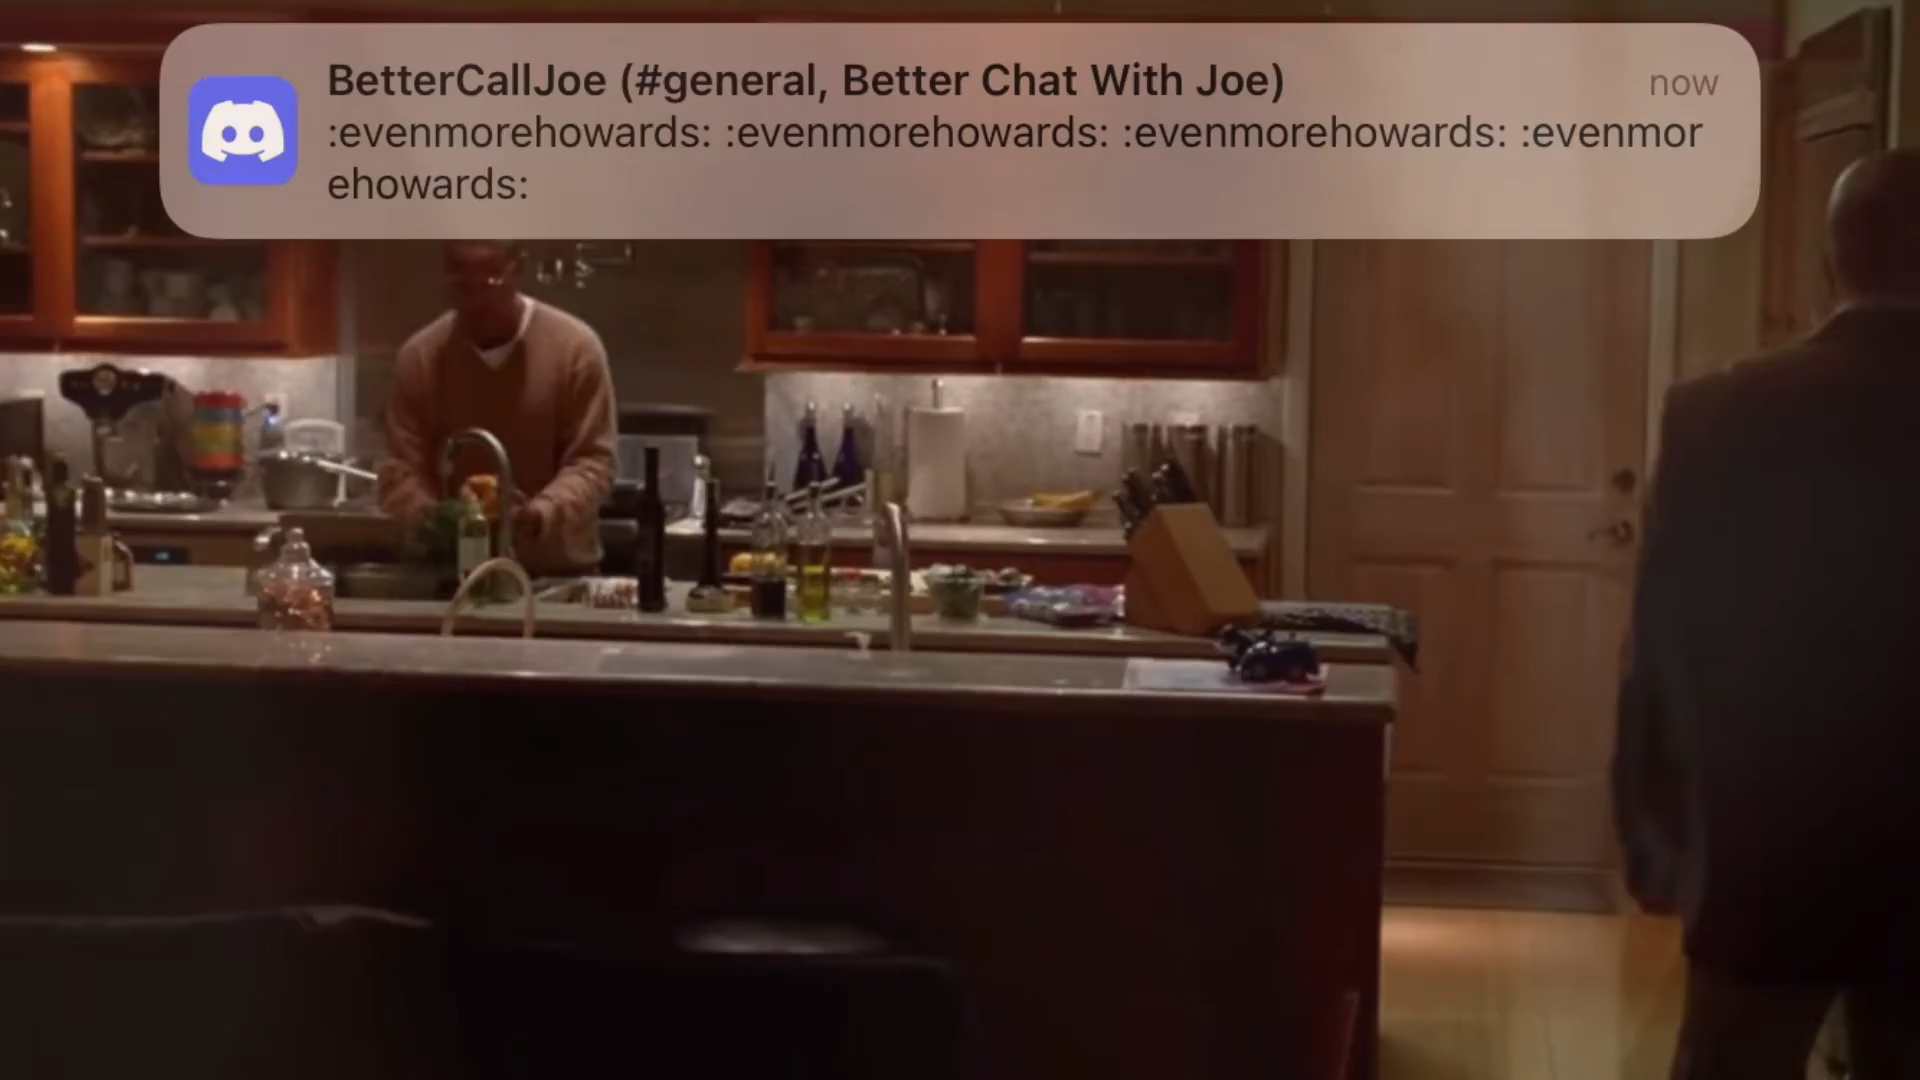 BetterCallJoe (#general, Better Chat With Joe)
now
:evenmorehowards: :evenmorehowards: :evenmorehowards: :evenmor
ehowards: